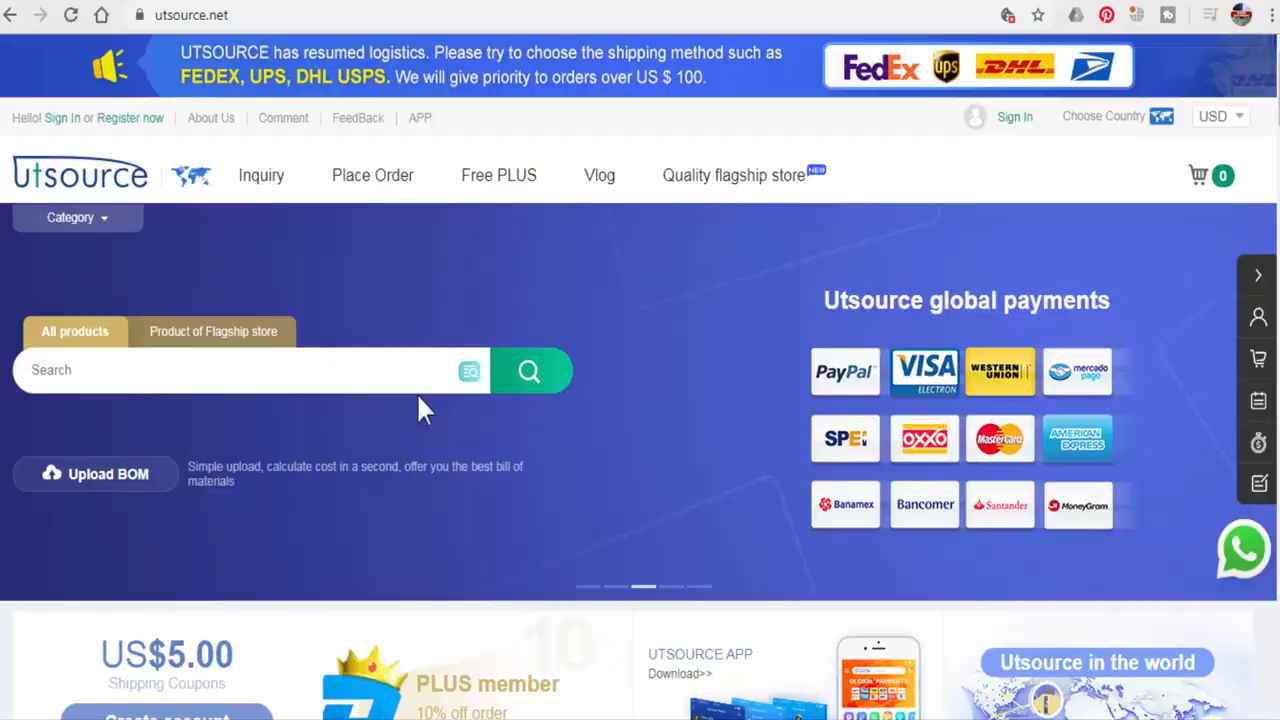 utsource.net
UTSOURCE has resumed logistics. Please try to choose the shipping method such as
FEDEX, UPS, DHL USPS. We will give priority to orders over US $ 100.
FedEx ups DHL
Hello! Sign In or Register now About Us Comment FeedBack APP
Sign In Choose Country USD
utsource Inquiry Place Order Free PLUS Vlog Quality flagship store NEW 0
Category
Utsource global payments
All products Product of Flagship store
Search
PayPal VISA ELECTRON WESTERN UNION mercado pago
SPEI OXXO MasterCard AMERICAN EXPRESS
Upload BOM
Simple upload, calculate cost in a second, offer you the best bill of
materials
Banamex Bancomer Santander MoneyGram
US$5.00
Shipping Coupons
Create account
10
PLUS member
10% off order
UTSOURCE APP
Download>>
GLOBAL PAYMENTS
Utsource in the world